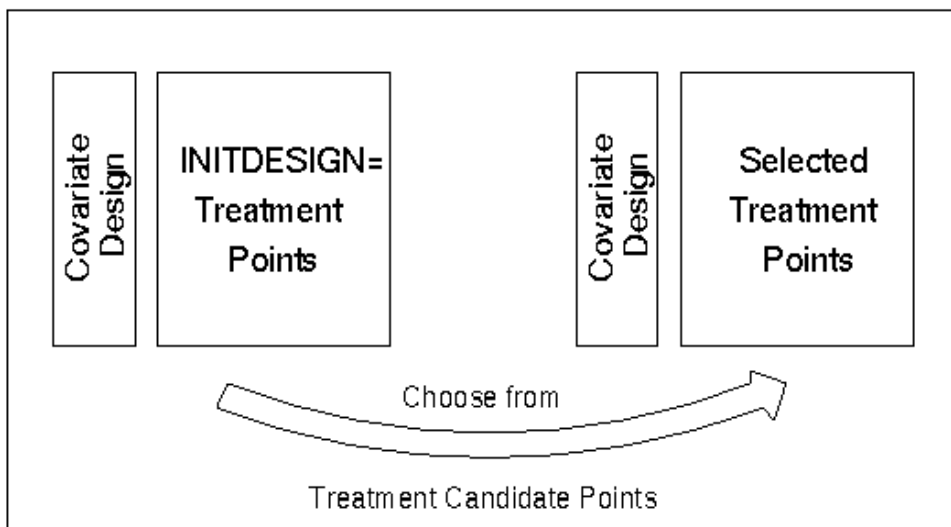 Covariate
Design
INITDESIGN=
Treatment
Points
Covariate
Design
Selected
Treatment
Points
Choose from
Treatment Candidate Points